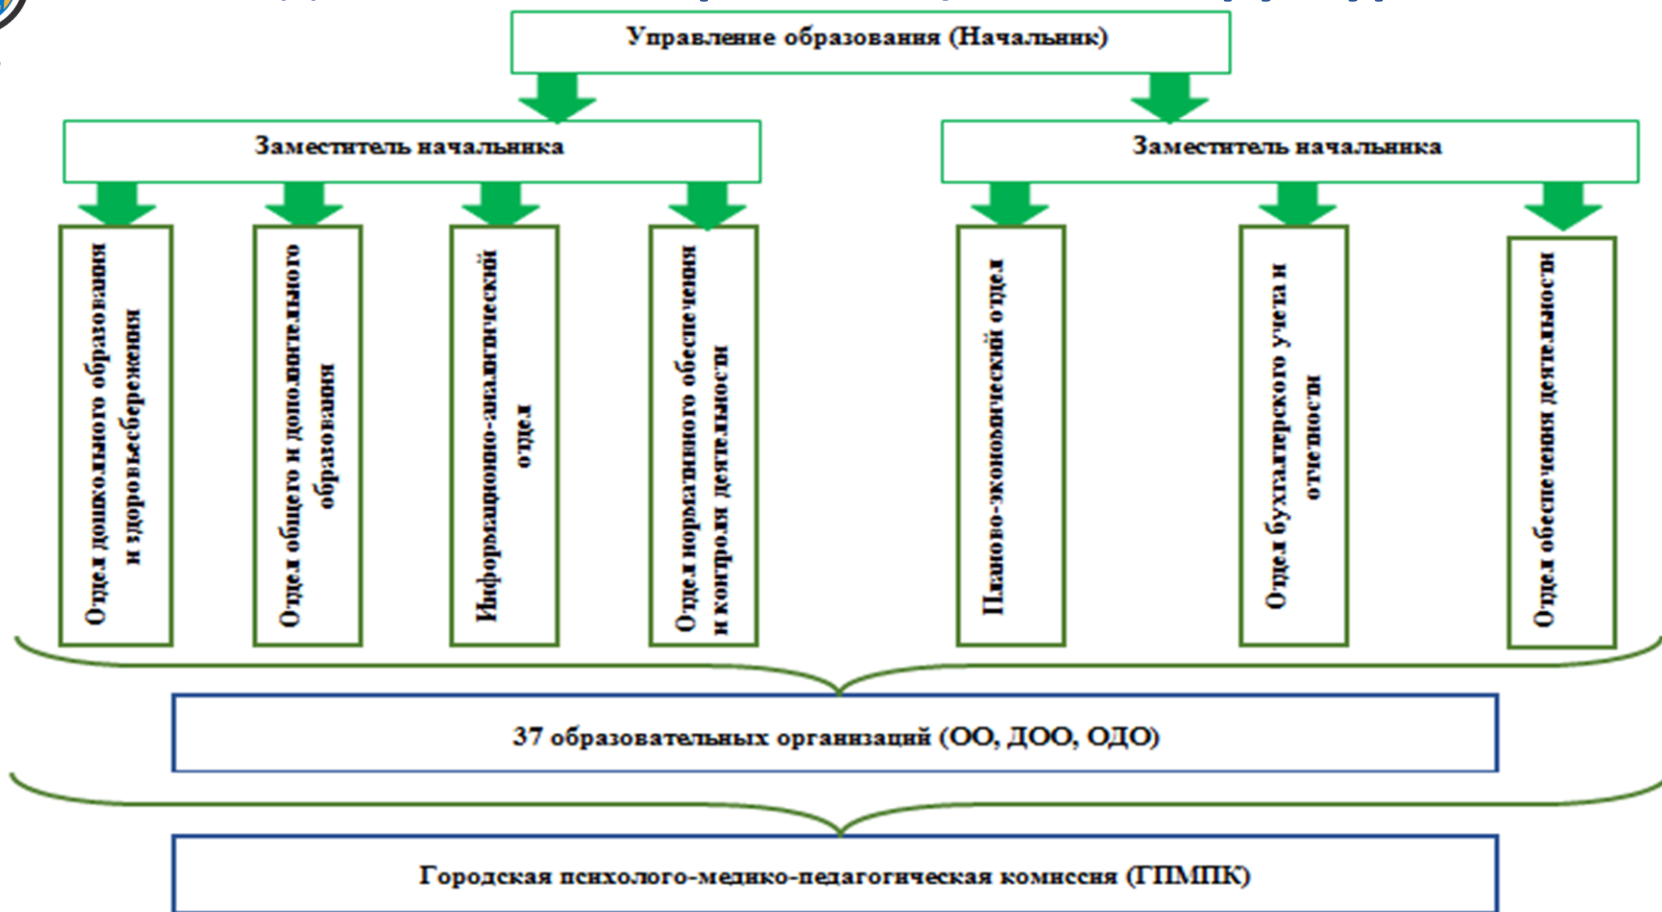 Управление образования (Начальник)
Заместитель начальника
Заместитель начальника
Отдел дошкольного образования
и здоровьесбережения
Отдел общего и дополнительного
образования
Информационно-аналитический
отдел
Отдел нормативного обеспечения
и контроля деятельности
Планово-экономический отдел
Отдел бухгалтерского учета и
отчетности
Отдел обеспечения деятельности
37 образовательных организаций (ОО, ДОО, ОДО)
Городская психолого-медико-педагогическая комиссия (ГПМПК)